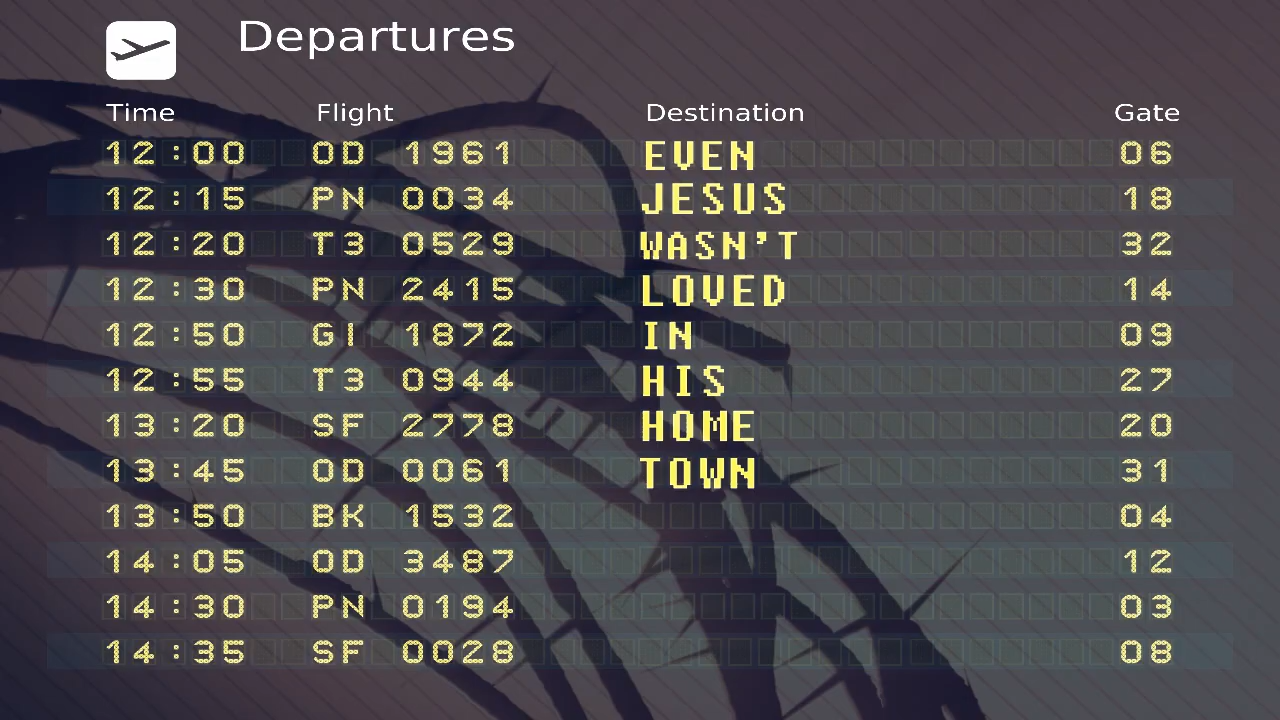 Departures
Time Flight Destination Gate
12:00 OD 1961 EVEN 06
12:15 PN 0034 JESUS 18
12:20 T3 0529 WASN'T 32
12:30 PN 2415 LOVED 14
12:50 GI 1872 IN 09
12:55 T3 0944 HIS 27
13:20 SF 2778 HOME 20
13:45 OD 0061 TOWN 31
13:50 BK 1532 04
14:05 OD 3487 12
14:30 PN 0194 03
14:35 SF 0028 08